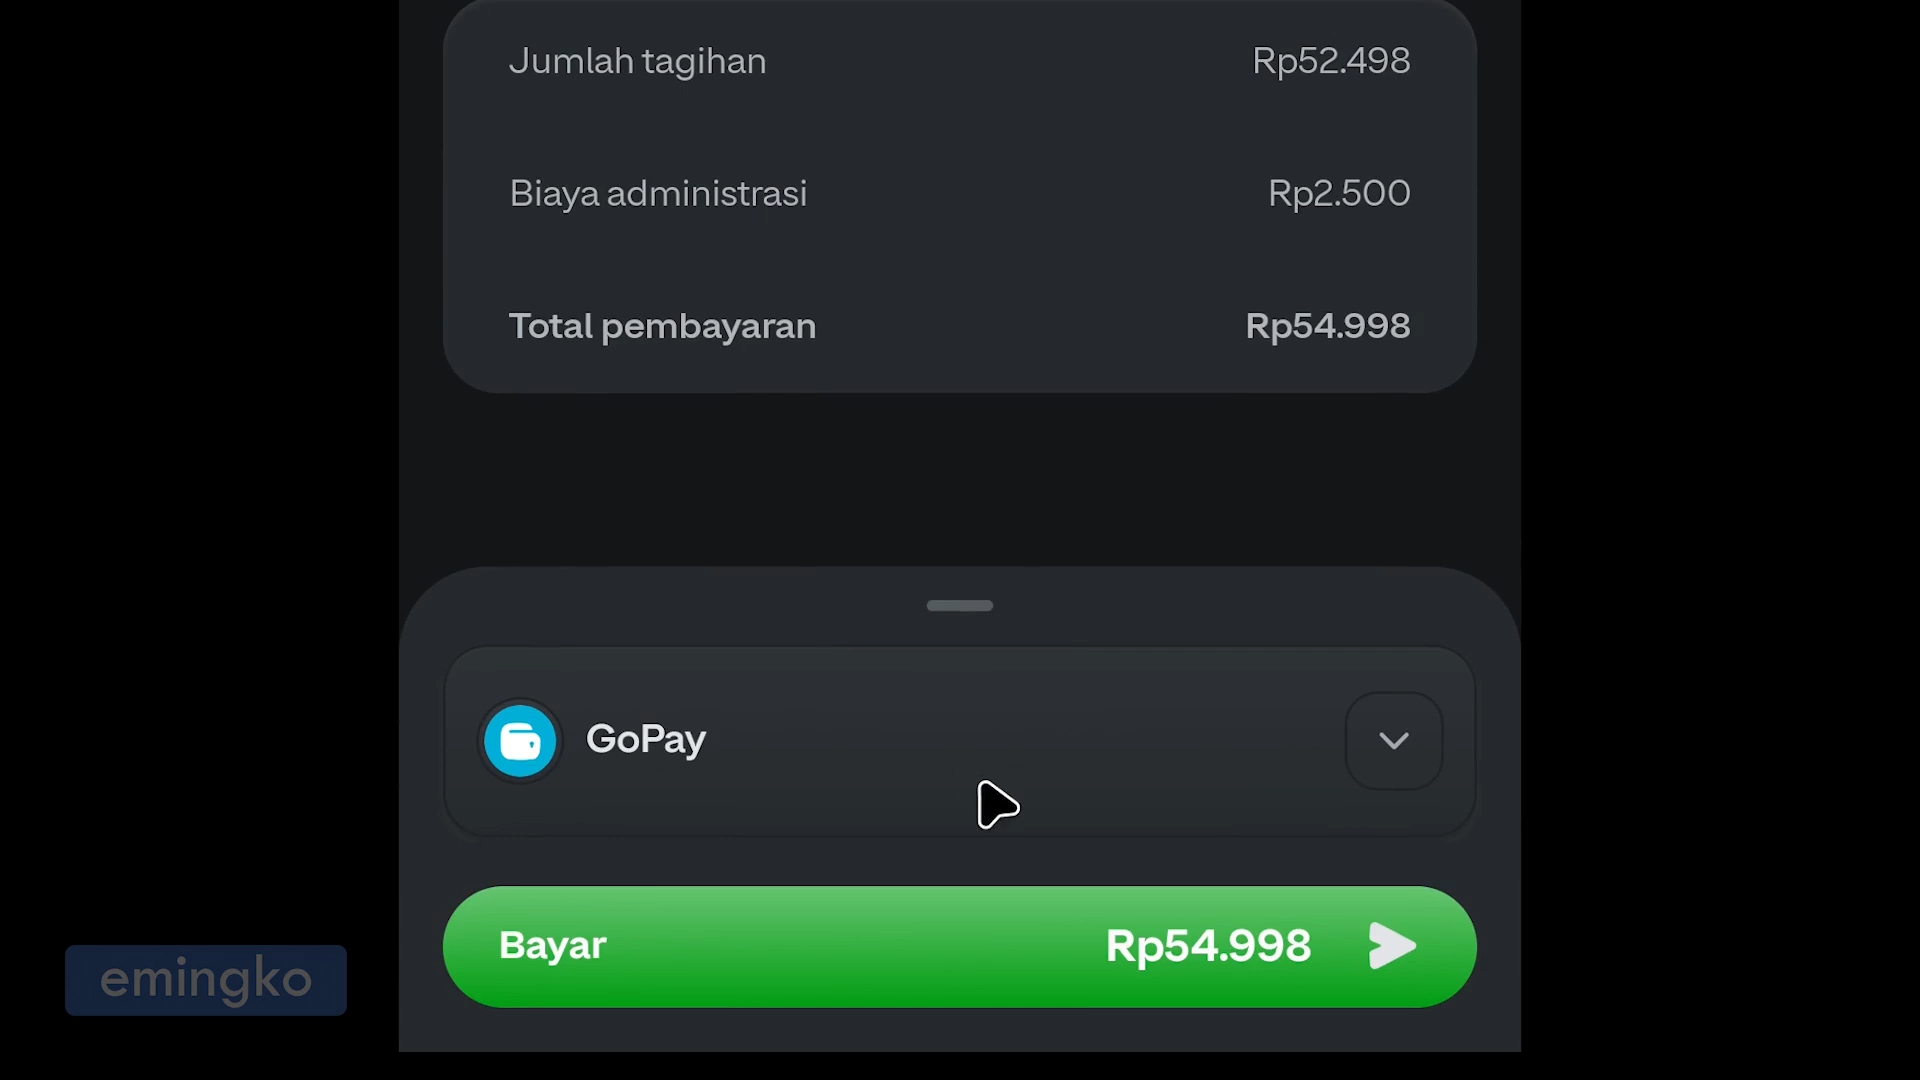 Jumlah tagihan Rp52.498
Biaya administrasi Rp2.500
Total pembayaran Rp54.998
GoPay
Bayar Rp54.998
emingko